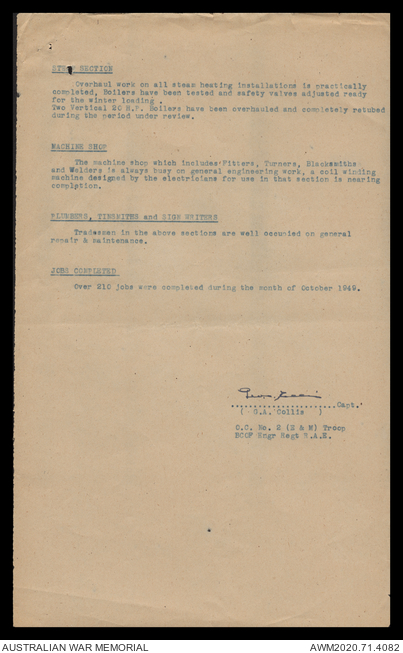 STEAM SECTION
Overhaul work on all steam heating installations is practically
completed, Boilers have been tested and safety valves adjusted ready
for the winter loading .
Two Vertical 20 H.P. Boilers have been overhauled and completely retubed
during the period under review.
MACHINE SHOP
The machine shop which includes Fitters, Turners, Blacksmiths
and Welders is always busy on general engineering work, a coil winding
machine designed by the electricians for use in that section is nearing
completion.
PLUMBERS, TINSMITHS and SIGN WRITERS
Tradesmen in the above sections are well occupied on general
repair & maintenance.
JOBS COMPLETED
Over 210 jobs were completed during the month of October 1949.
......................Capt.
( G.A. Collis )
O.C. No. 2 (E & M) Troop
BCOF Engr Regt R.A.E.
AUSTRALIAN WAR MEMORIAL
AWM2020.71.4082